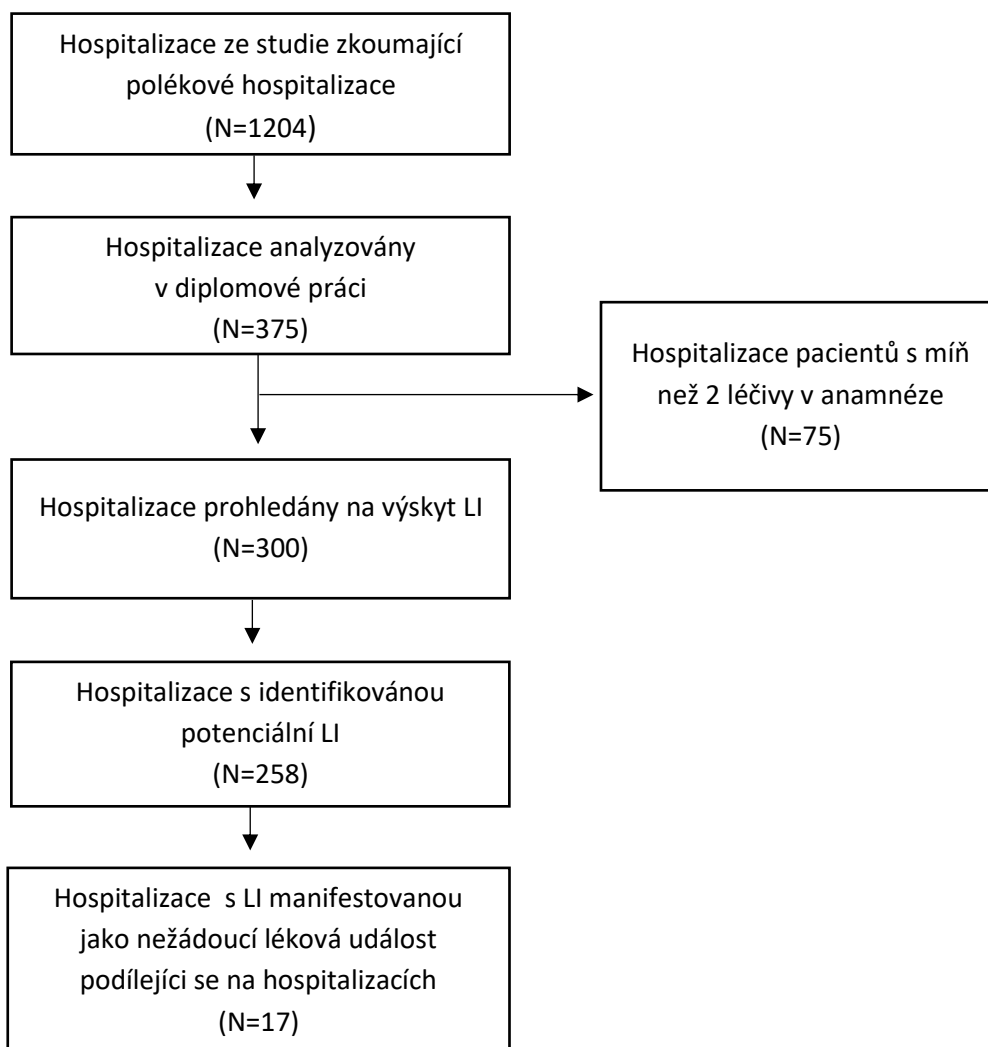 Hospitalizace ze studie zkoumající
polékové hospitalizace
(N=1204)
Hospitalizace analyzovány
v diplomové práci
(N=375)
Hospitalizace pacientů s míň
než 2 léčivy v anamnéze
(N=75)
Hospitalizace prohledány na výskyt LI
(N=300)
Hospitalizace s identifikovánou
potenciální LI
(N=258)
Hospitalizace s LI manifestovanou
jako nežádoucí léková událost
podílejíci se na hospitalizacích
(N=17)